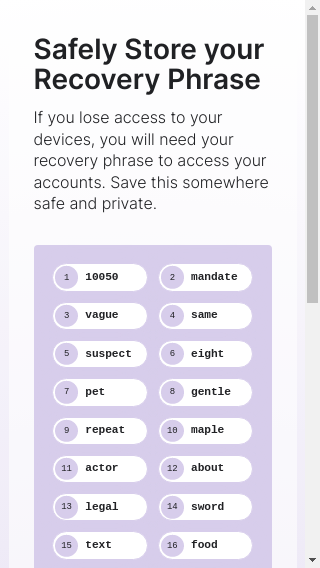 Safely Store your
Recovery Phrase
If you lose access to your
devices, you will need your
recovery phrase to access your
accounts. Save this somewhere
safe and private.
1 10050 2 mandate
3 vague 4 same
5 suspect 6 eight
7 pet 8 gentle
9 repeat 10 maple
11 actor 12 about
13 legal 14 sword
15 text 16 food